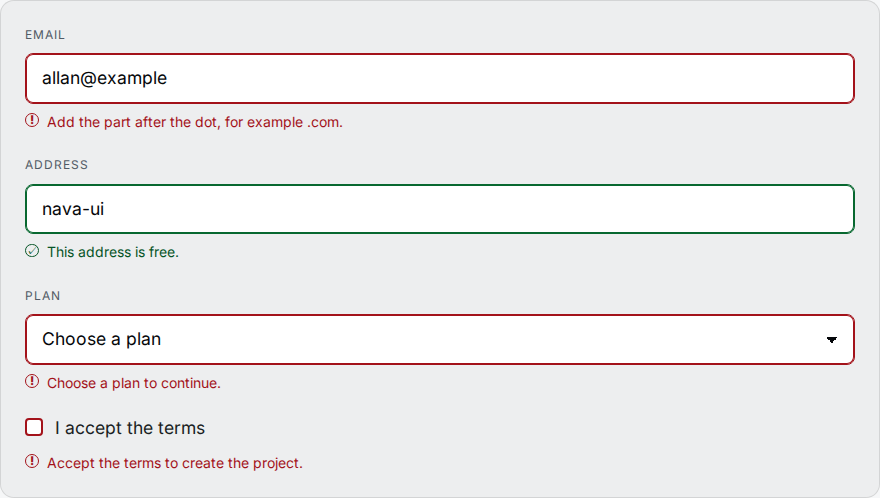 EMAIL
allan@example
Add the part after the dot, for example .com.
ADDRESS
nava-ui
This address is free.
PLAN
Choose a plan
Choose a plan to continue.
I accept the terms
Accept the terms to create the project.